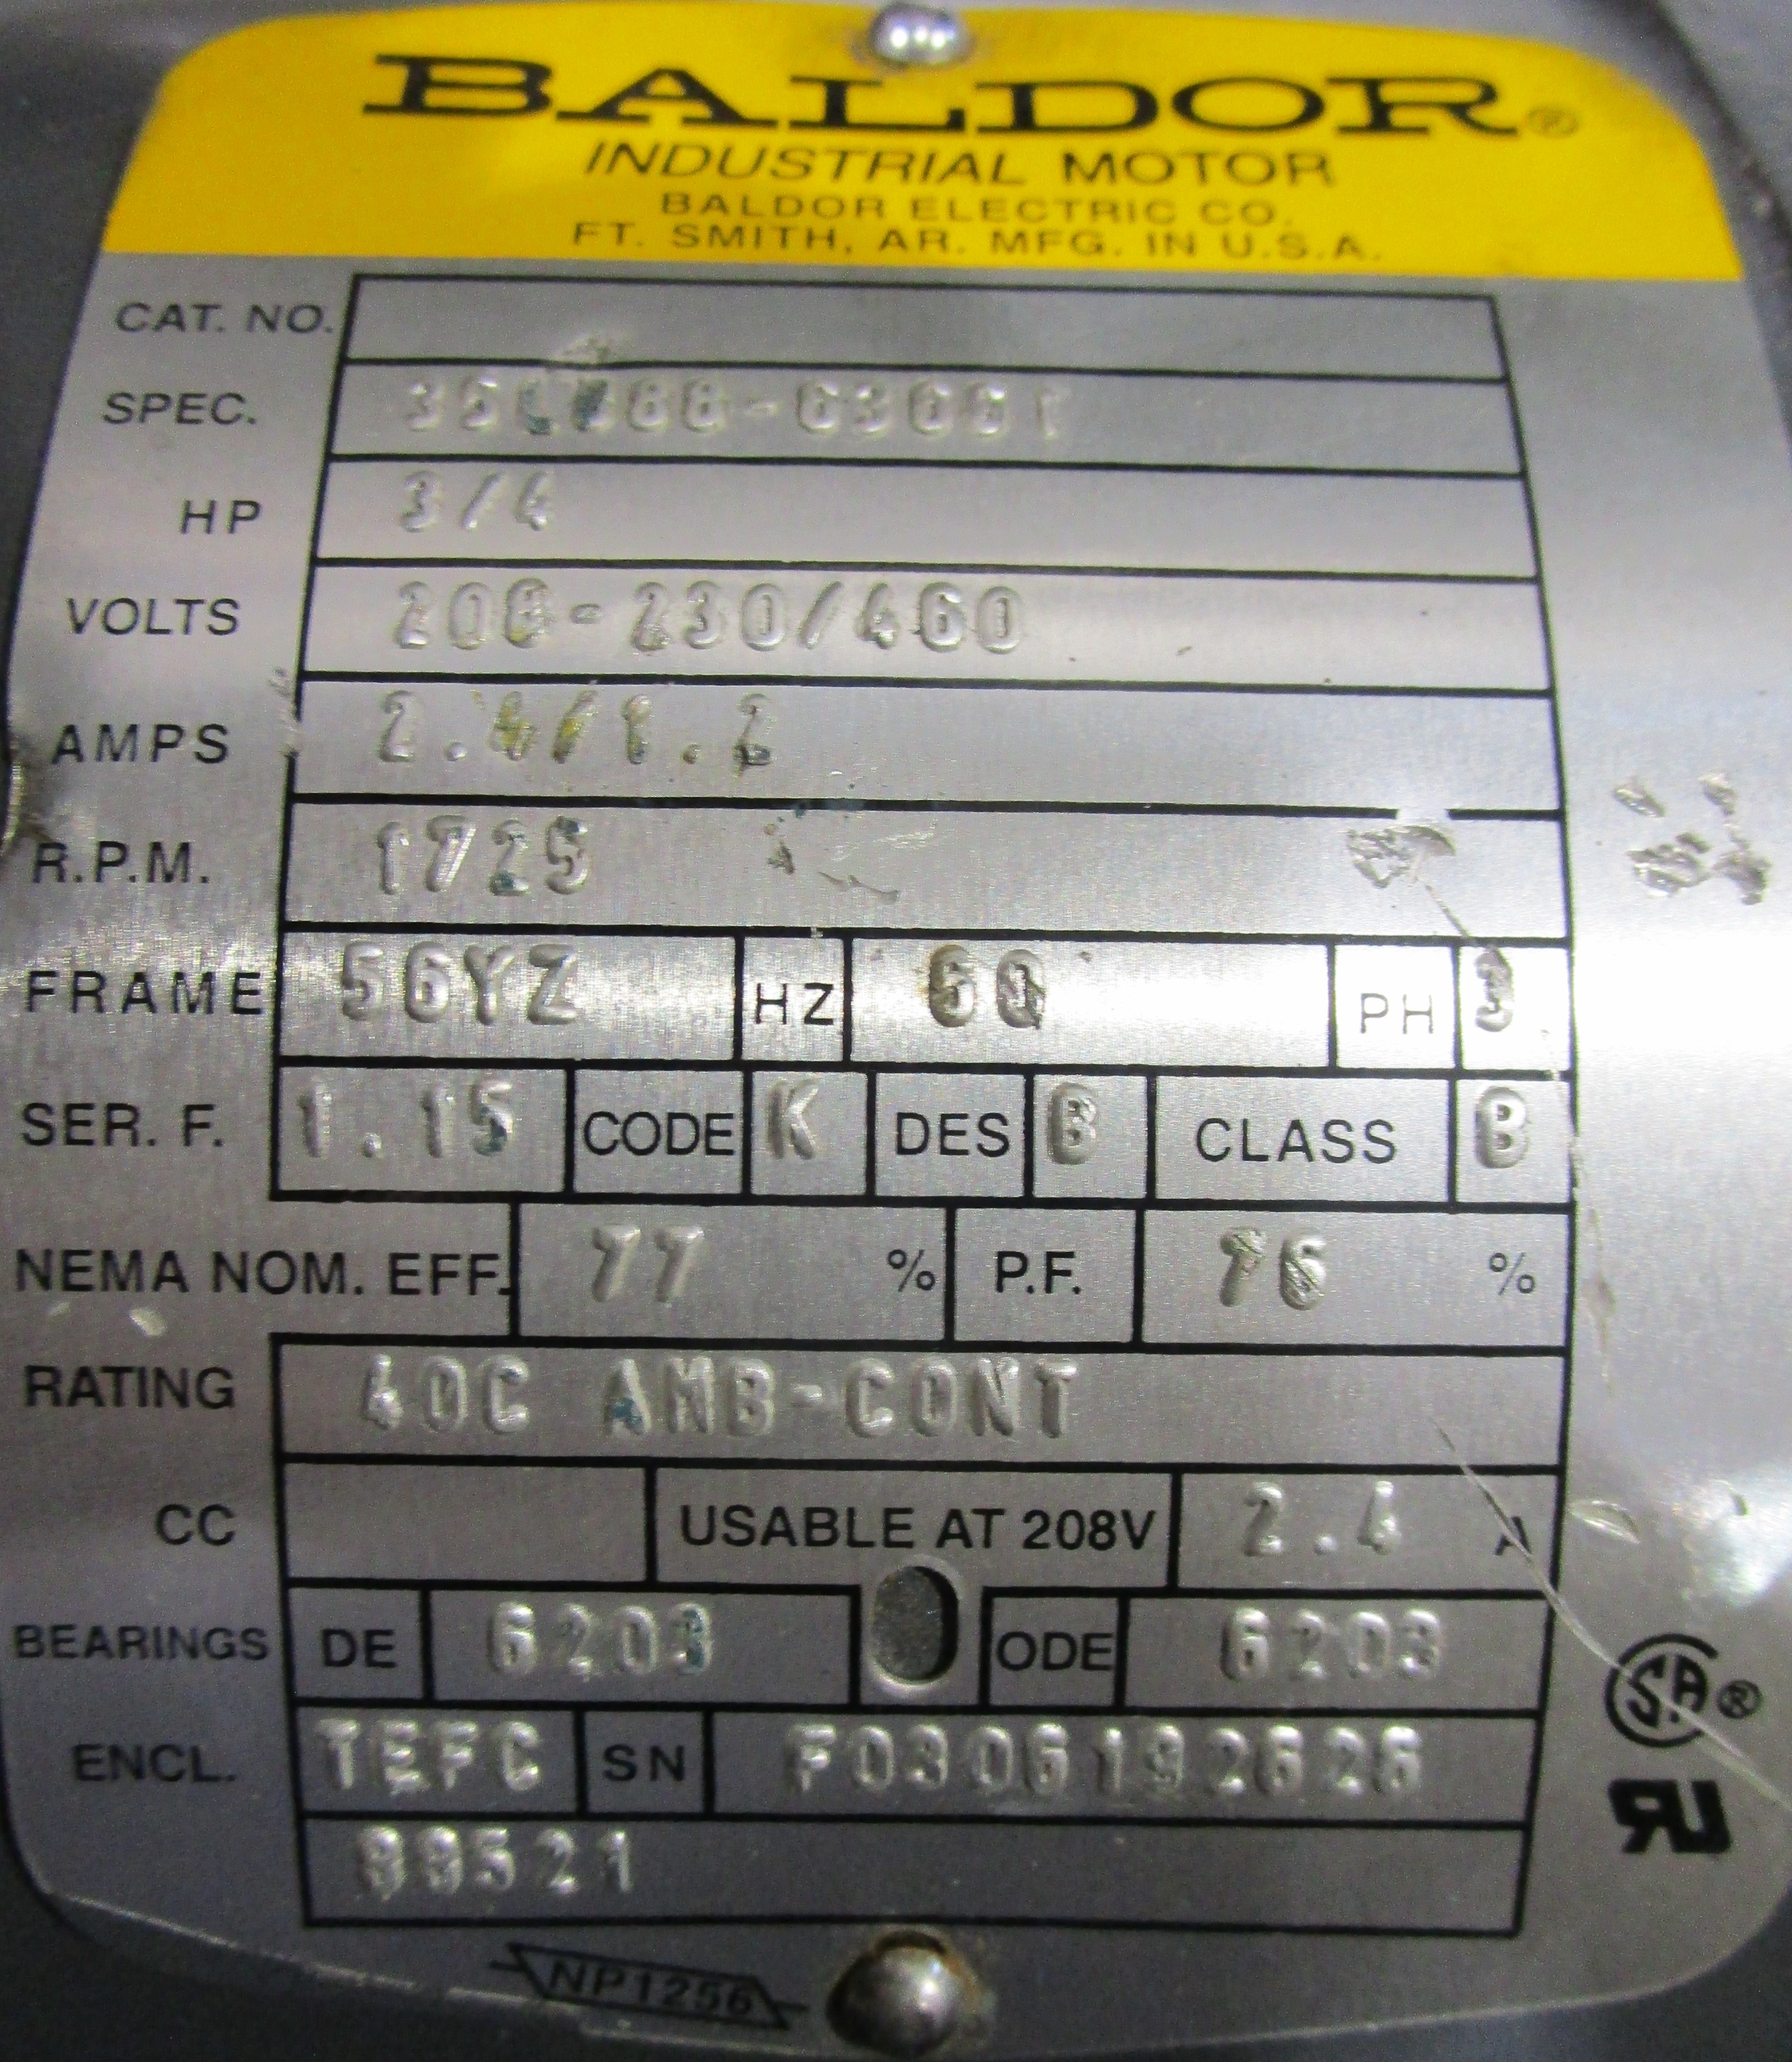 BALDOR®
INDUSTRIAL MOTOR
BALDOR ELECTRIC CO.
FT. SMITH, AR. MFG. IN U.S.A.
CAT. NO.
SPEC.
HP 3/4
VOLTS 208-230/460
AMPS 2.4/1.2
R.P.M. 1725
FRAME 56YZ HZ 60 PH 3
SER. F. 1.15 CODE K DES B CLASS B
NEMA NOM. EFF. 77 % P.F. 76 %
RATING 40C AMB-CONT
CC USABLE AT 208V 2.4 A
BEARINGS DE 6203 ODE 6203
ENCL. TEFC SN F0306192626
SA ®
RU
NP1256